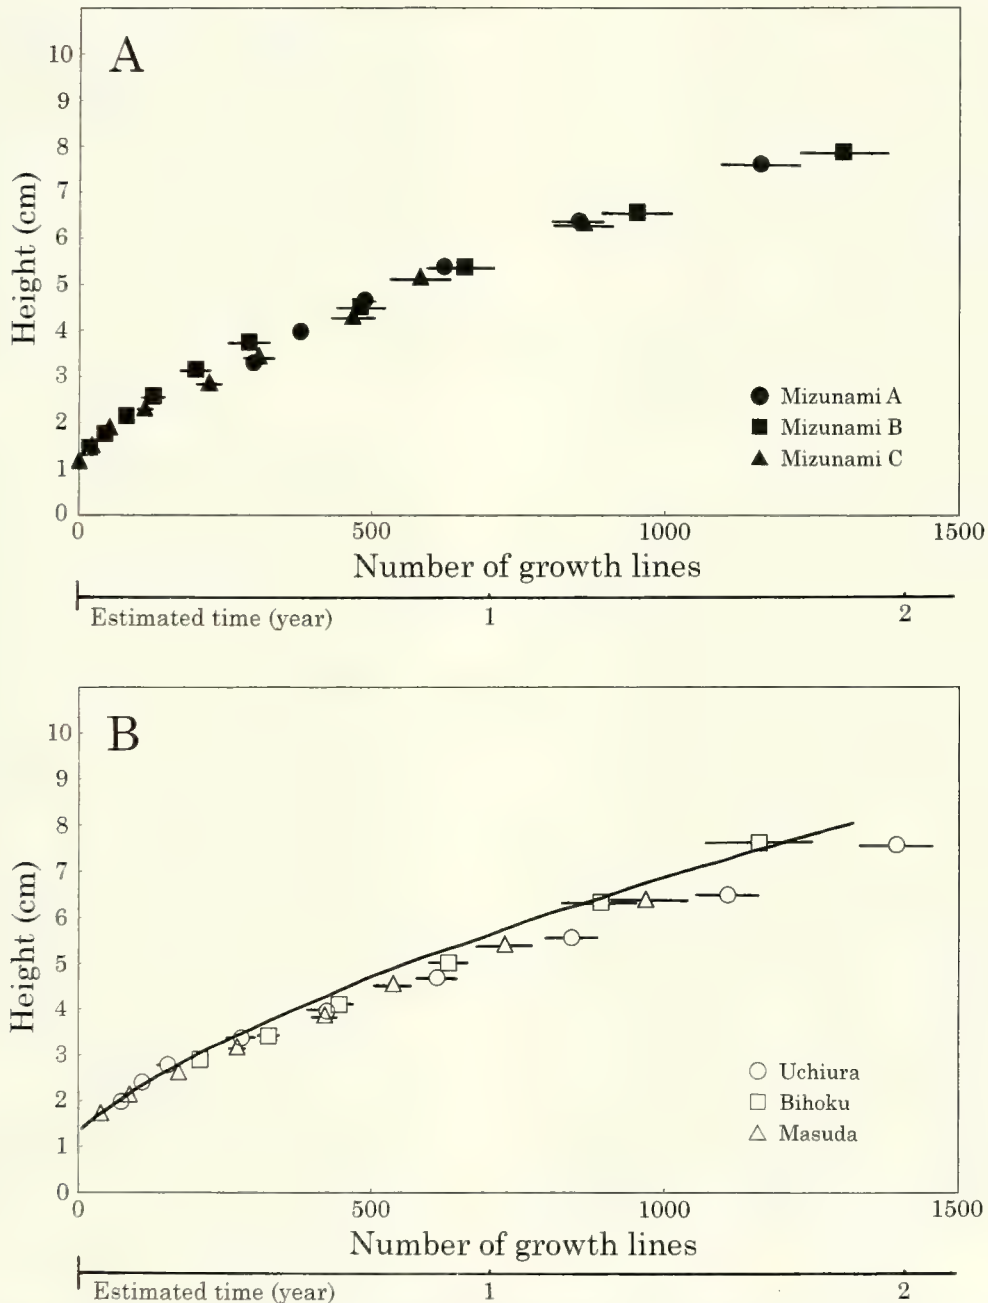 A
10
9
8
7
6
5
4
3
2
1
0
Height (cm)
Mizunami A
Mizunami B
Mizunami C
0 500 1000 1500
Number of growth lines
Estimated time (year) 1 2
B
10
9
8
7
6
5
4
3
2
1
0
Height (cm)
Uchiura
Bihoku
Masuda
0 500 1000 1500
Number of growth lines
Estimated time (year) 1 2